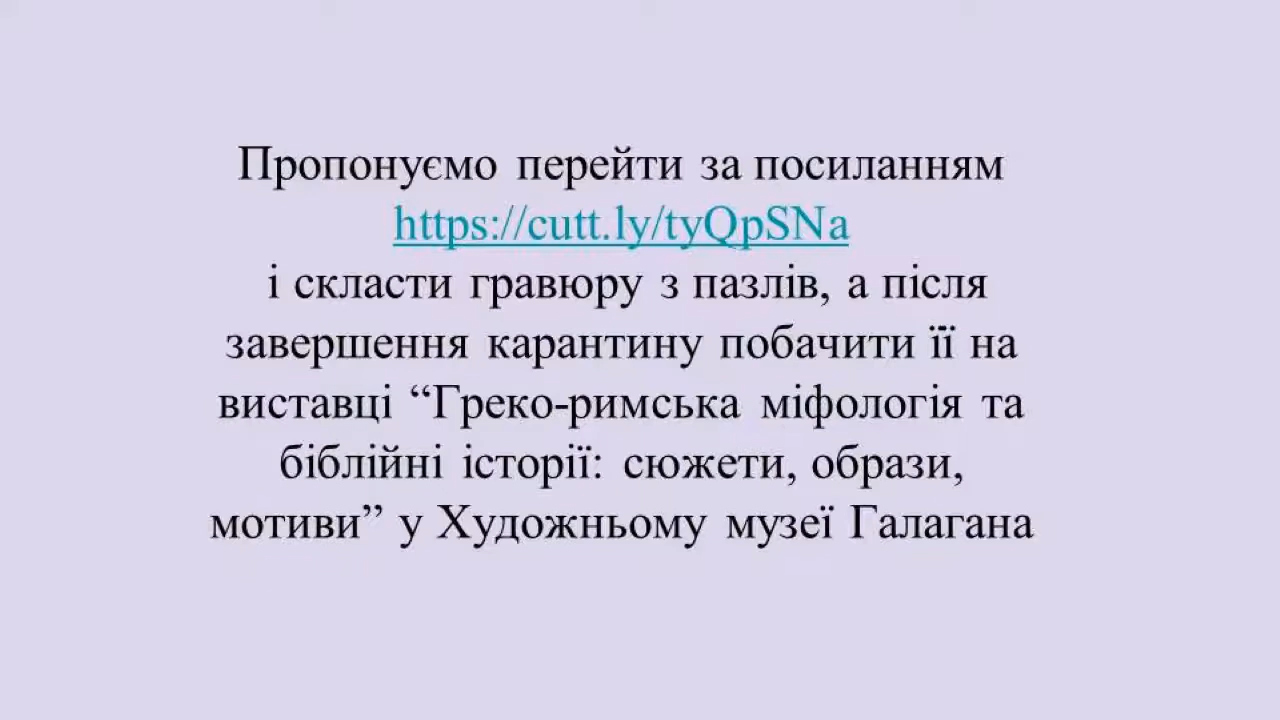 Пропонуємо перейти за посиланням
https://cutt.ly/tyQpSNa
і скласти гравюру з пазлів, а після
завершення карантину побачити її на
виставці “Греко-римська міфологія та
біблійні історії: сюжети, образи,
мотиви” у Художньому музеї Галагана